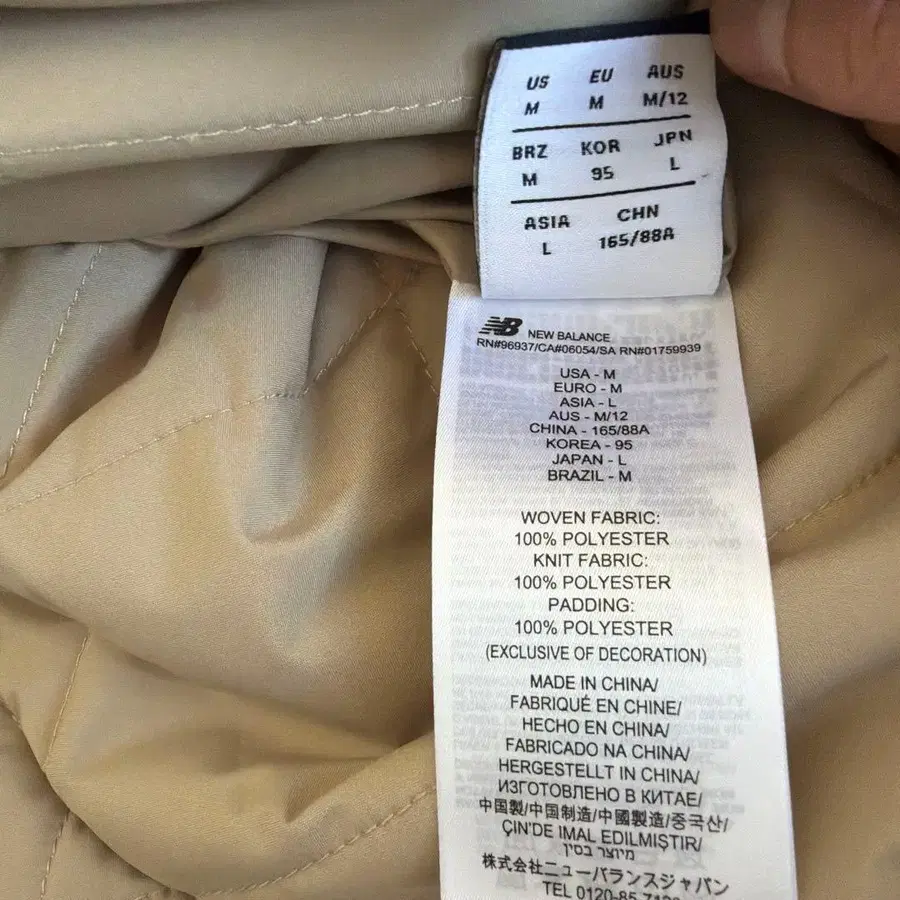 US EU AUS
M M M/12
BRZ KOR JPN
M 95 L
ASIA CHN
L 165/88A
NB NEW BALANCE
RN#96937/CA#06054/SA RN#01759939
USA - M
EURO - M
ASIA - L
AUS - M/12
CHINA - 165/88A
KOREA - 95
JAPAN - L
BRAZIL - M
WOVEN FABRIC:
100% POLYESTER
KNIT FABRIC:
100% POLYESTER
PADDING:
100% POLYESTER
(EXCLUSIVE OF DECORATION)
MADE IN CHINA/
FABRIQUÉ EN CHINE/
HECHO EN CHINA/
FABRICADO NA CHINA/
HERGESTELLT IN CHINA/
ИЗГОТОВЛЕНО В КИТАЕ/
中国製/中国制造/中國製造/중국산/
ÇIN'DE IMAL EDILMIŞTIR/
מיוצר בסין
株式会社ニューバランスジャパン
TEL 0120-85-